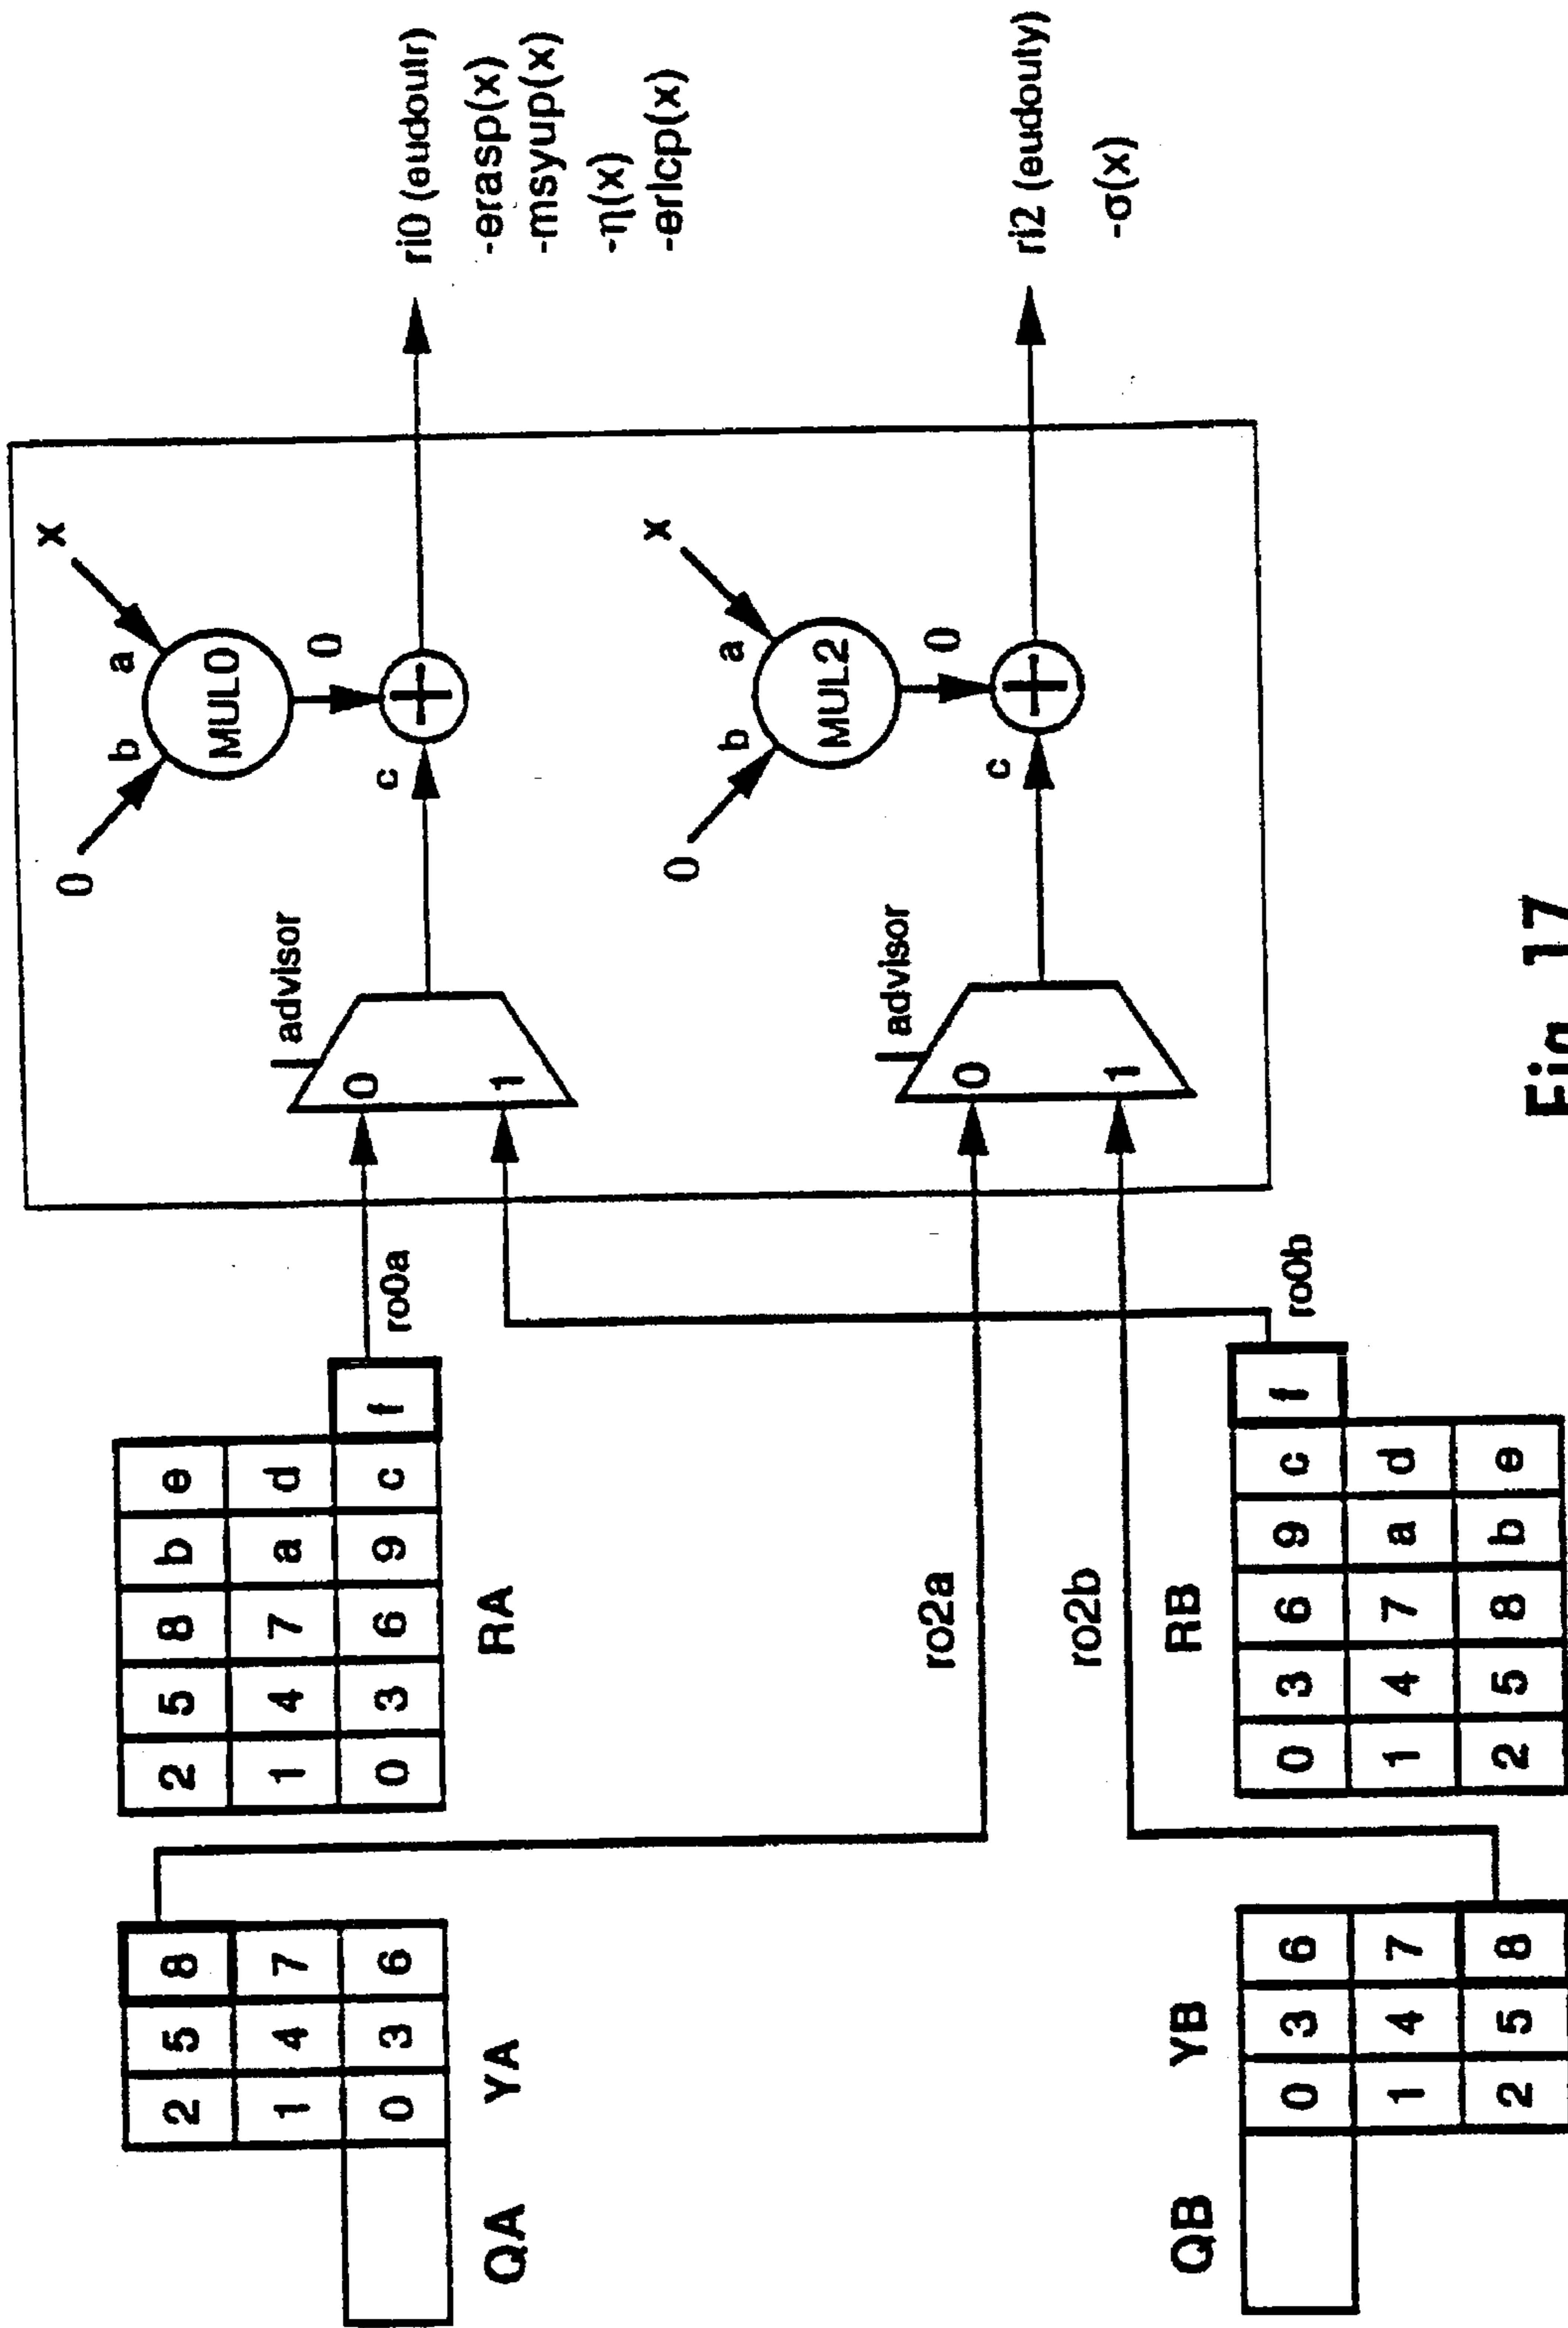 QA
YA
2 5 8
1 4 7
0 3 6
RA
2 5 8 b e
1 4 7 a d
0 3 6 9 c f
ro0a
ro2a
ro2b
QB
YB
0 3 6
1 4 7
2 5 8
RB
0 3 6 9 c f
1 4 7 a d
2 5 8 b e
ro0b
advisor
0
1
0
b
a
x
MUL0
0
c
ri0 (eudoutr)
-erasp(x)
-msyup(x)
-η(x)
-erlcp(x)
advisor
0
1
0
b
a
x
MUL2
0
c
ri2 (eudouty)
-σ(x)
Fig. 17